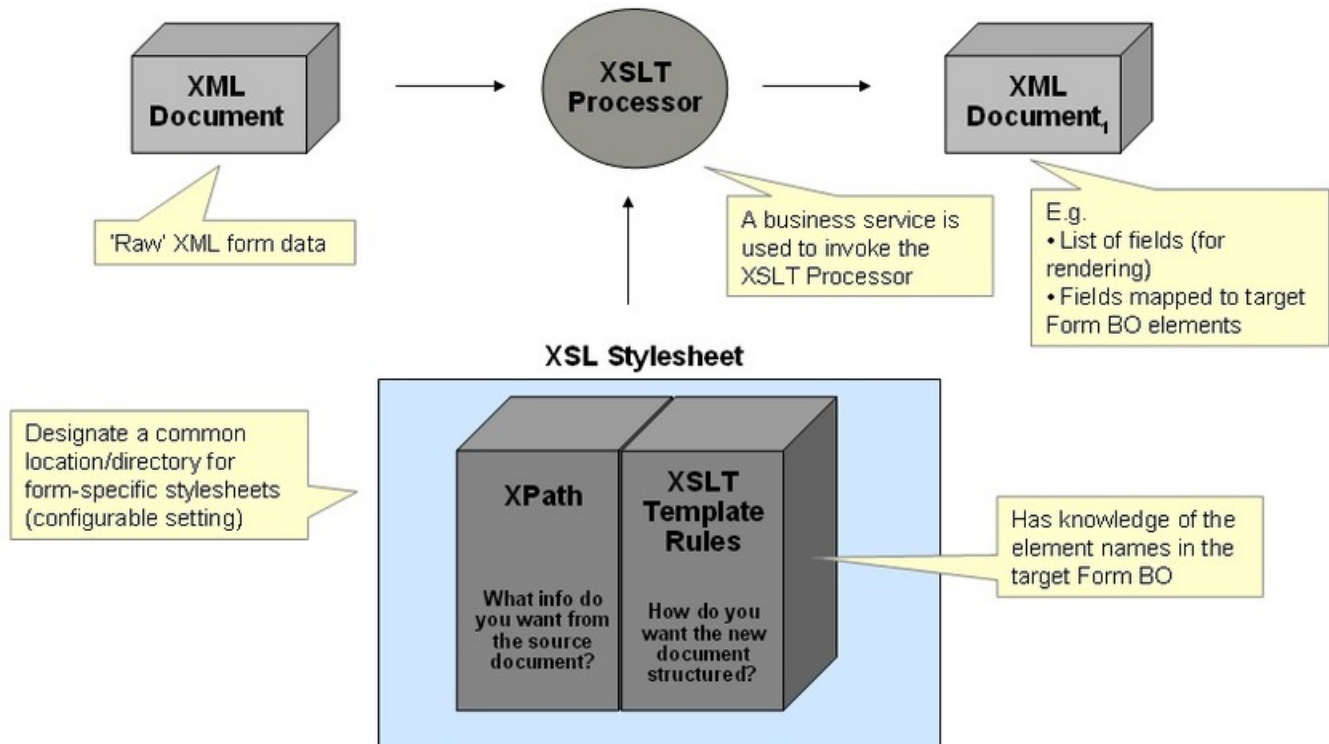 XML
Document
XSLT
Processor
XML
Document1
'Raw' XML form data
A business service is
used to invoke the
XSLT Processor
E.g.
• List of fields (for
rendering)
• Fields mapped to target
Form BO elements
XSL Stylesheet
Designate a common
location/directory for
form-specific stylesheets
(configurable setting)
XPath
What info do
you want from
the source
document?
XSLT
Template
Rules
How do you
want the new
document
structured?
Has knowledge of the
element names in the
target Form BO